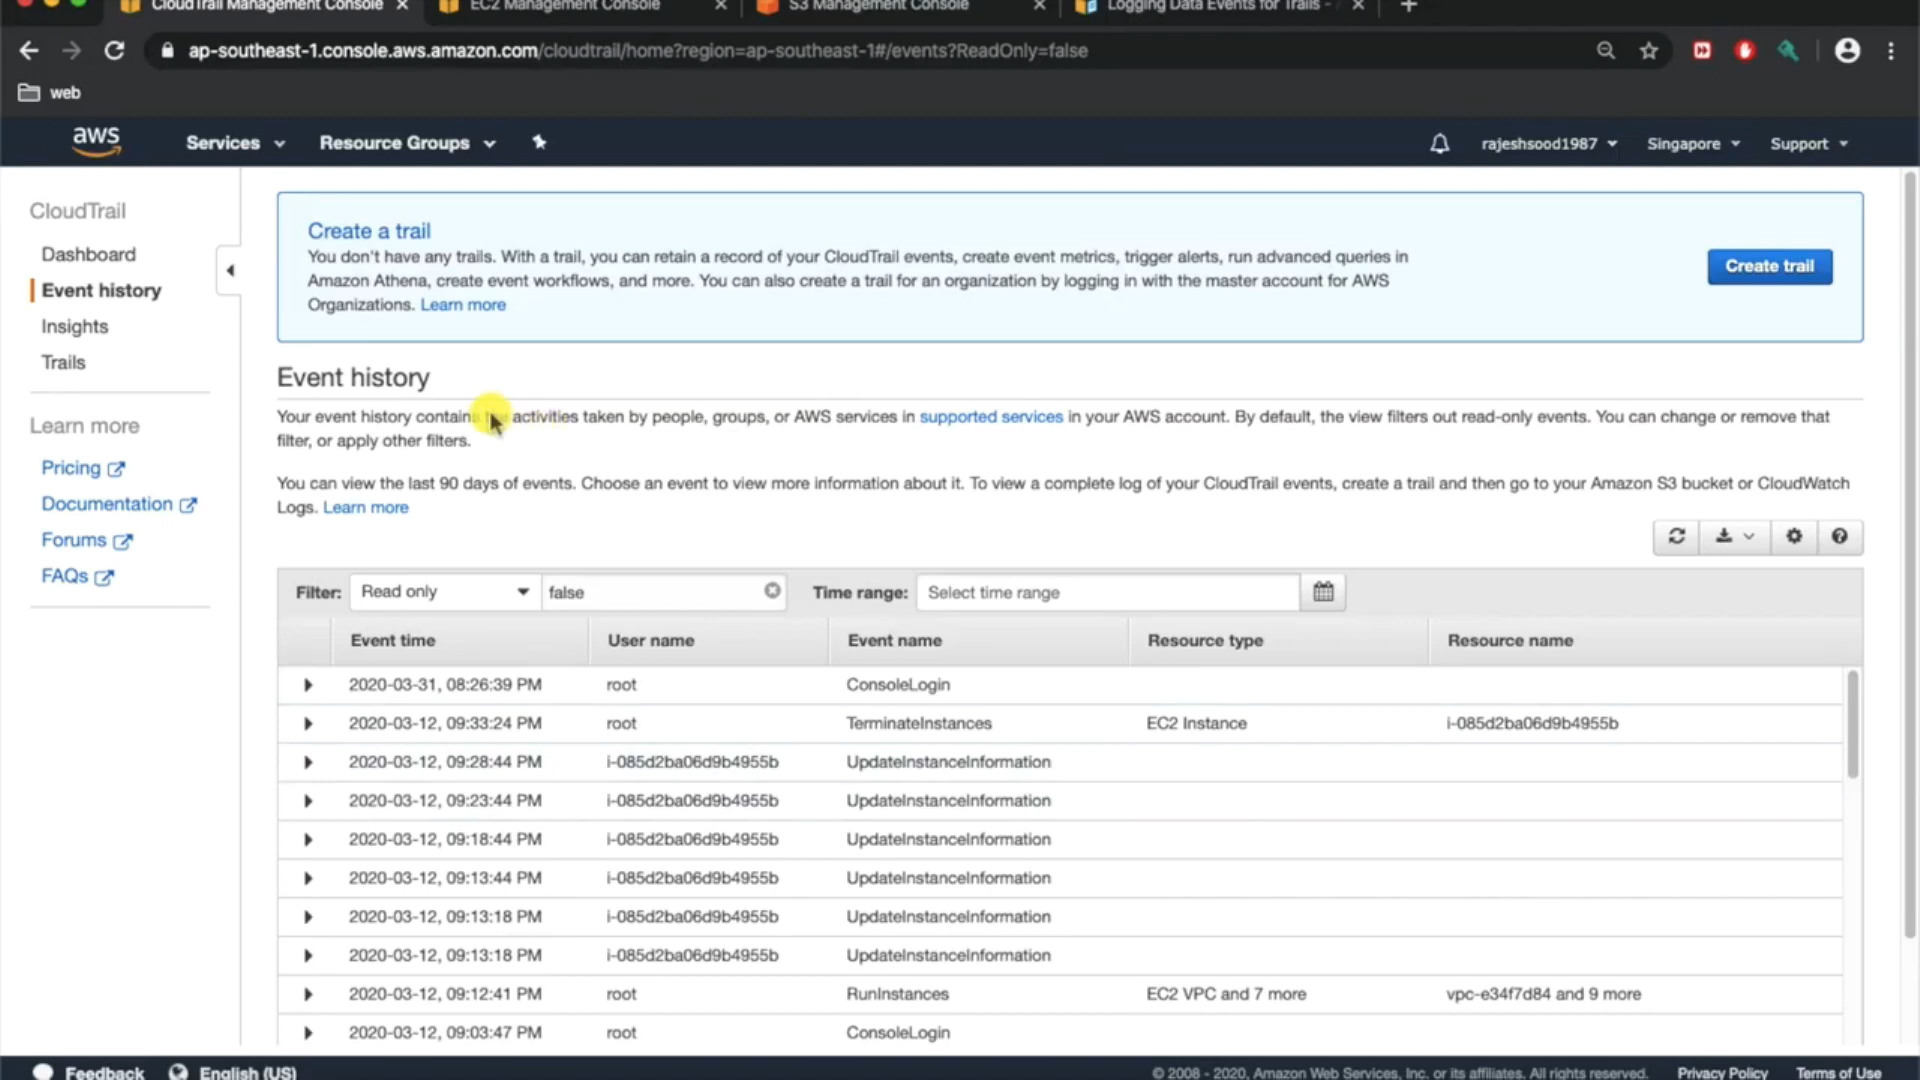 CloudTrail Management Console
EC2 Management Console
S3 Management Console
Logging Data Events for Trails -
ap-southeast-1.console.aws.amazon.com/cloudtrail/home?region=ap-southeast-1#/events?ReadOnly=false
web
aws
Services
Resource Groups
rajeshsood1987
Singapore
Support
CloudTrail
Dashboard
Event history
Insights
Trails
Learn more
Pricing
Documentation
Forums
FAQs
Create a trail
You don't have any trails. With a trail, you can retain a record of your CloudTrail events, create event metrics, trigger alerts, run advanced queries in
Amazon Athena, create event workflows, and more. You can also create a trail for an organization by logging in with the master account for AWS
Organizations. Learn more
Create trail
Event history
Your event history contains the activities taken by people, groups, or AWS services in supported services in your AWS account. By default, the view filters out read-only events. You can change or remove that
filter, or apply other filters.
You can view the last 90 days of events. Choose an event to view more information about it. To view a complete log of your CloudTrail events, create a trail and then go to your Amazon S3 bucket or CloudWatch
Logs. Learn more
Filter: Read only false Time range: Select time range
Event time User name Event name Resource type Resource name
2020-03-31, 08:26:39 PM root ConsoleLogin
2020-03-12, 09:33:24 PM root TerminateInstances EC2 Instance i-085d2ba06d9b4955b
2020-03-12, 09:28:44 PM i-085d2ba06d9b4955b UpdateInstanceInformation
2020-03-12, 09:23:44 PM i-085d2ba06d9b4955b UpdateInstanceInformation
2020-03-12, 09:18:44 PM i-085d2ba06d9b4955b UpdateInstanceInformation
2020-03-12, 09:13:44 PM i-085d2ba06d9b4955b UpdateInstanceInformation
2020-03-12, 09:13:18 PM i-085d2ba06d9b4955b UpdateInstanceInformation
2020-03-12, 09:13:18 PM i-085d2ba06d9b4955b UpdateInstanceInformation
2020-03-12, 09:12:41 PM root RunInstances EC2 VPC and 7 more vpc-e34f7d84 and 9 more
2020-03-12, 09:03:47 PM root ConsoleLogin
Feedback English (US) © 2008 - 2020, Amazon Web Services, Inc. or its affiliates. All rights reserved. Privacy Policy Terms of Use